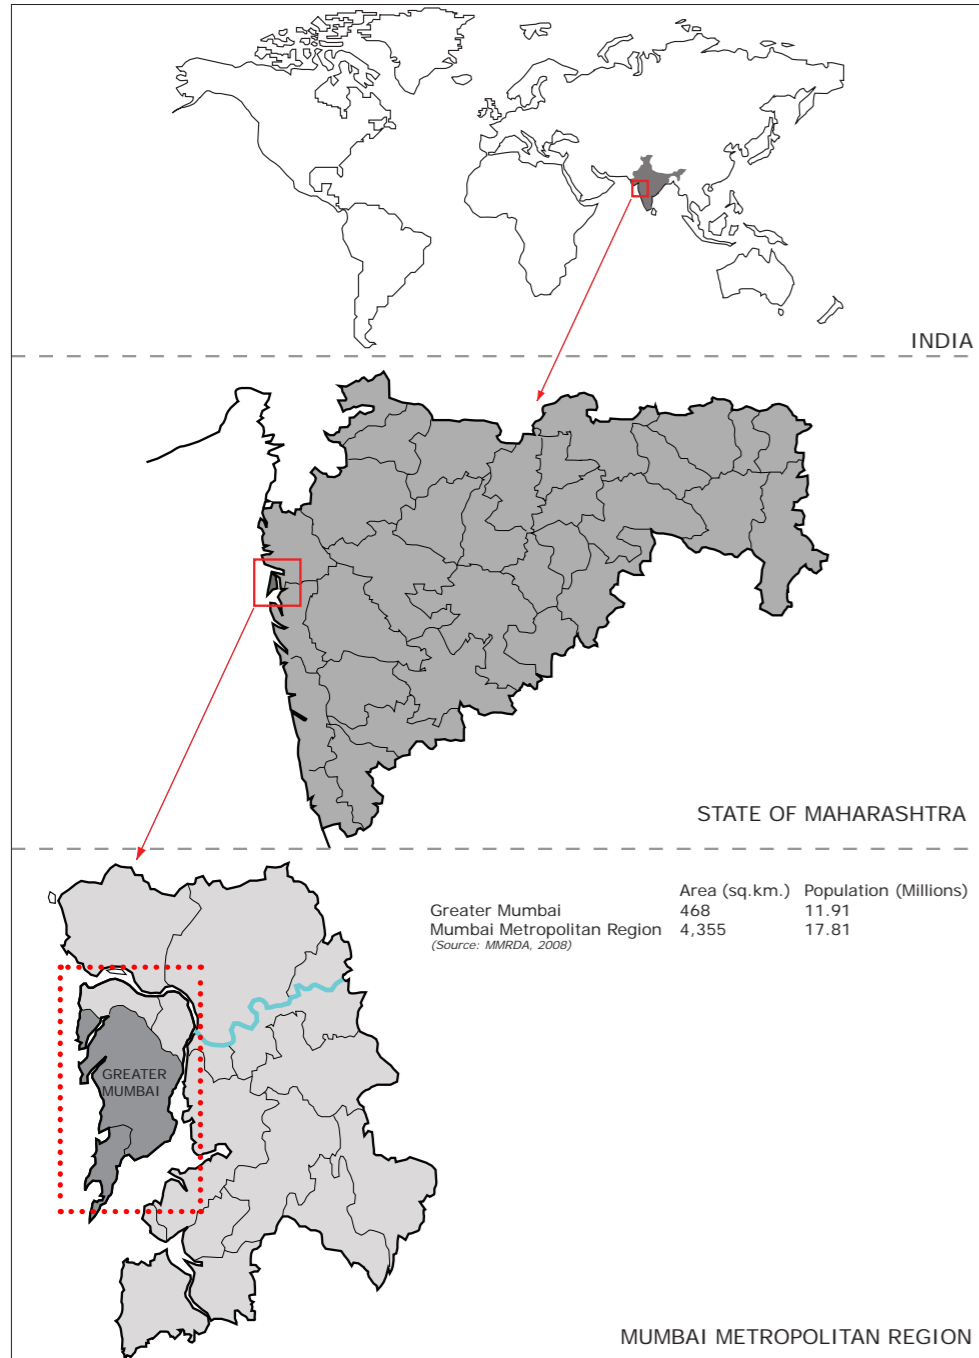 INDIA
STATE OF MAHARASHTRA
Area (sq.km.) Population (Millions)
Greater Mumbai 468 11.91
Mumbai Metropolitan Region 4,355 17.81
(Source: MMRDA, 2008)
GREATER
MUMBAI
MUMBAI METROPOLITAN REGION